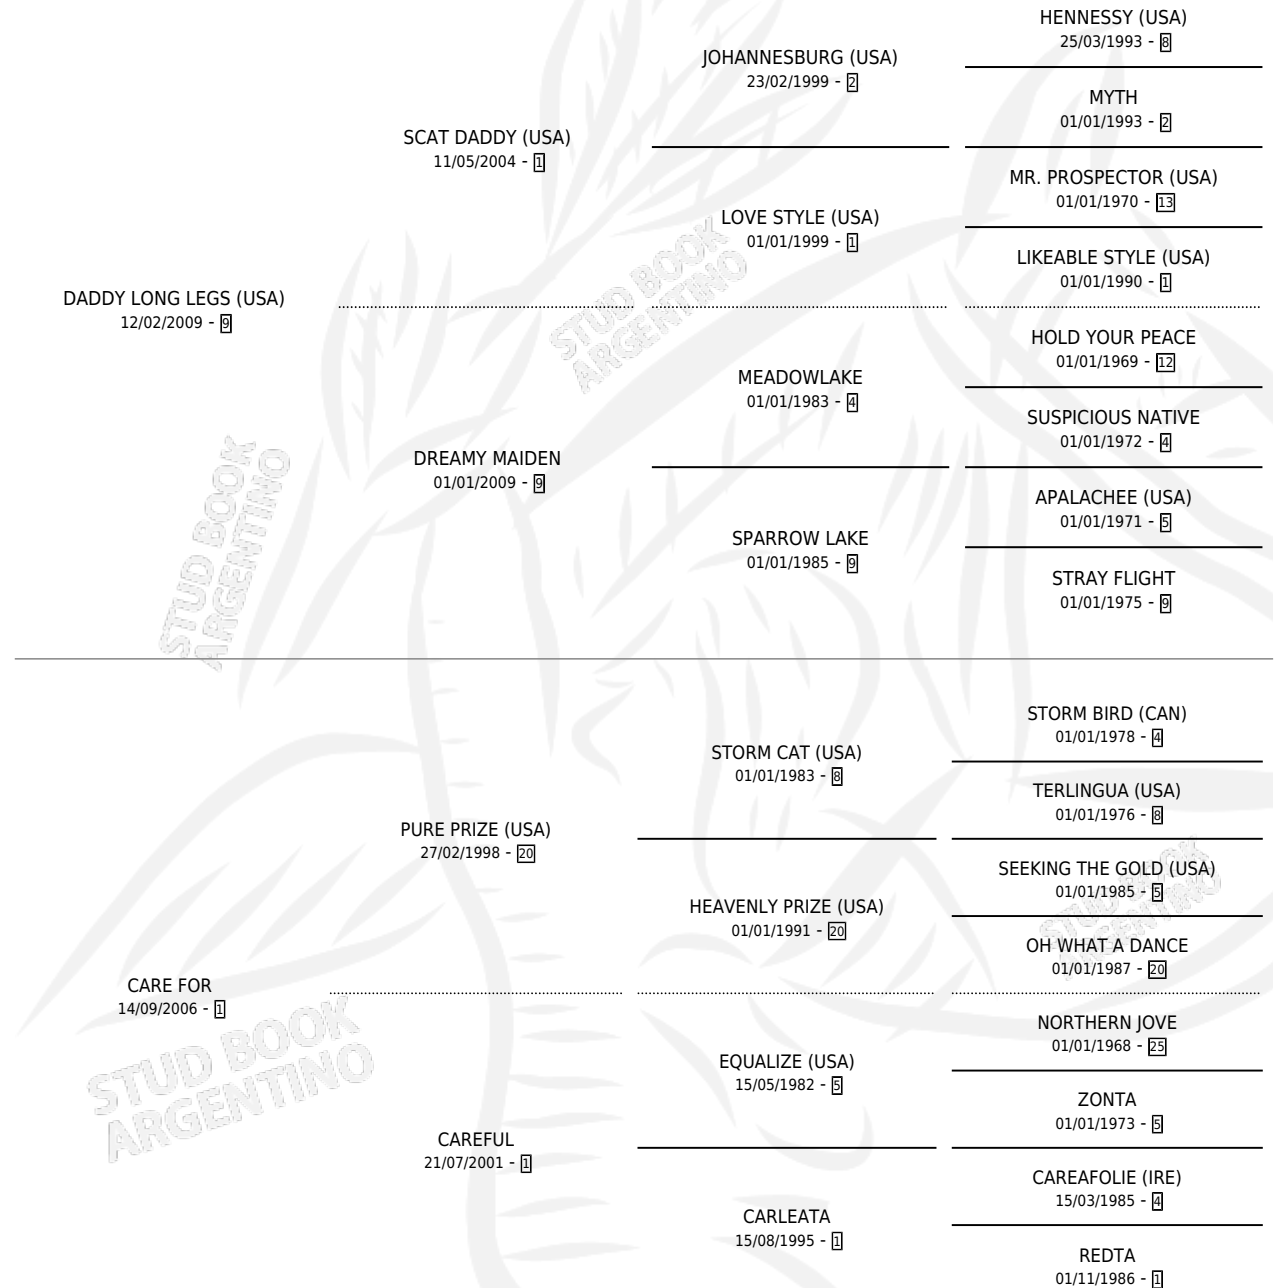 HENNESSY (USA)
25/03/1993 - 8
JOHANNESBURG (USA)
23/02/1999 - 2
MYTH
01/01/1993 - 2
SCAT DADDY (USA)
11/05/2004 - 1
MR. PROSPECTOR (USA)
01/01/1970 - 13
LOVE STYLE (USA)
01/01/1999 - 1
LIKEABLE STYLE (USA)
01/01/1990 - 1
DADDY LONG LEGS (USA)
12/02/2009 - 9
STUD BOOK
ARGENTINO
HOLD YOUR PEACE
01/01/1969 - 12
MEADOWLAKE
01/01/1983 - 4
SUSPICIOUS NATIVE
01/01/1972 - 4
DREAMY MAIDEN
01/01/2009 - 9
APALACHEE (USA)
01/01/1971 - 5
SPARROW LAKE
01/01/1985 - 9
STRAY FLIGHT
01/01/1975 - 9
STUD BOOK
ARGENTINO
STORM BIRD (CAN)
01/01/1978 - 4
STORM CAT (USA)
01/01/1983 - 8
TERLINGUA (USA)
01/01/1976 - 8
PURE PRIZE (USA)
27/02/1998 - 20
SEEKING THE GOLD (USA)
01/01/1985 - 5
HEAVENLY PRIZE (USA)
01/01/1991 - 20
STUD BOOK
ARGENTINO
OH WHAT A DANCE
01/01/1987 - 20
CARE FOR
14/09/2006 - 1
STUD BOOK
ARGENTINO
NORTHERN JOVE
01/01/1968 - 25
EQUALIZE (USA)
15/05/1982 - 5
ZONTA
01/01/1973 - 5
CAREFUL
21/07/2001 - 1
CAREAFOLIE (IRE)
15/03/1985 - 4
CARLEATA
15/08/1995 - 1
REDTA
01/11/1986 - 1